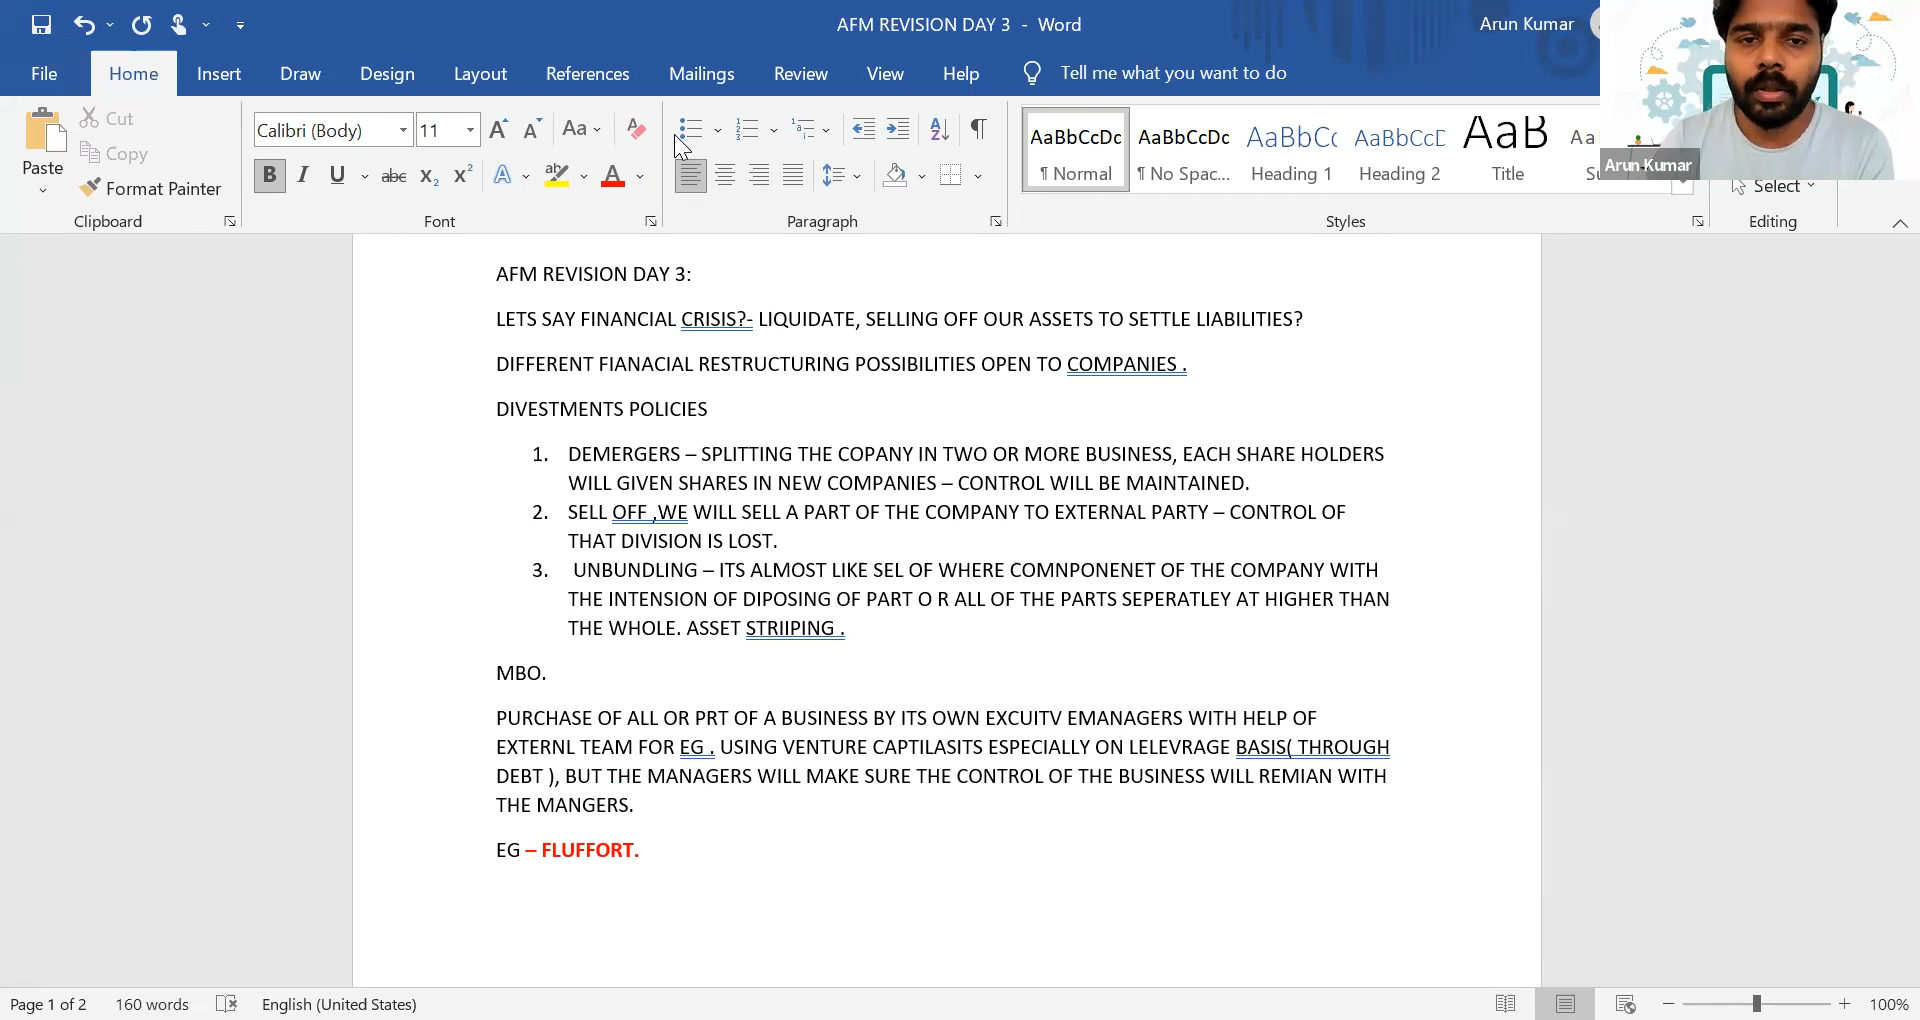 AFM REVISION DAY 3 - Word
Arun Kumar
File Home Insert Draw Design Layout References Mailings Review View Help Tell me what you want to do
Paste
Cut
Copy
Format Painter
Clipboard
Calibri (Body) 11
Font
Paragraph
AaBbCcDc AaBbCcDc AaBbCc AaBbCcC AaB Aa
¶ Normal ¶ No Spac... Heading 1 Heading 2 Title
Styles
Arun Kumar
Select
Editing
AFM REVISION DAY 3:
LETS SAY FINANCIAL CRISIS?- LIQUIDATE, SELLING OFF OUR ASSETS TO SETTLE LIABILITIES?
DIFFERENT FIANACIAL RESTRUCTURING POSSIBILITIES OPEN TO COMPANIES .
DIVESTMENTS POLICIES
1. DEMERGERS – SPLITTING THE COPANY IN TWO OR MORE BUSINESS, EACH SHARE HOLDERS
WILL GIVEN SHARES IN NEW COMPANIES – CONTROL WILL BE MAINTAINED.
2. SELL OFF ,WE WILL SELL A PART OF THE COMPANY TO EXTERNAL PARTY – CONTROL OF
THAT DIVISION IS LOST.
3. UNBUNDLING – ITS ALMOST LIKE SEL OF WHERE COMNPONENET OF THE COMPANY WITH
THE INTENSION OF DIPOSING OF PART O R ALL OF THE PARTS SEPERATLEY AT HIGHER THAN
THE WHOLE. ASSET STRIIPING .
MBO.
PURCHASE OF ALL OR PRT OF A BUSINESS BY ITS OWN EXCUITV EMANAGERS WITH HELP OF
EXTERNL TEAM FOR EG . USING VENTURE CAPTILASITS ESPECIALLY ON LELEVRAGE BASIS( THROUGH
DEBT ), BUT THE MANAGERS WILL MAKE SURE THE CONTROL OF THE BUSINESS WILL REMIAN WITH
THE MANGERS.
EG – FLUFFORT.
Page 1 of 2 160 words English (United States) 100%